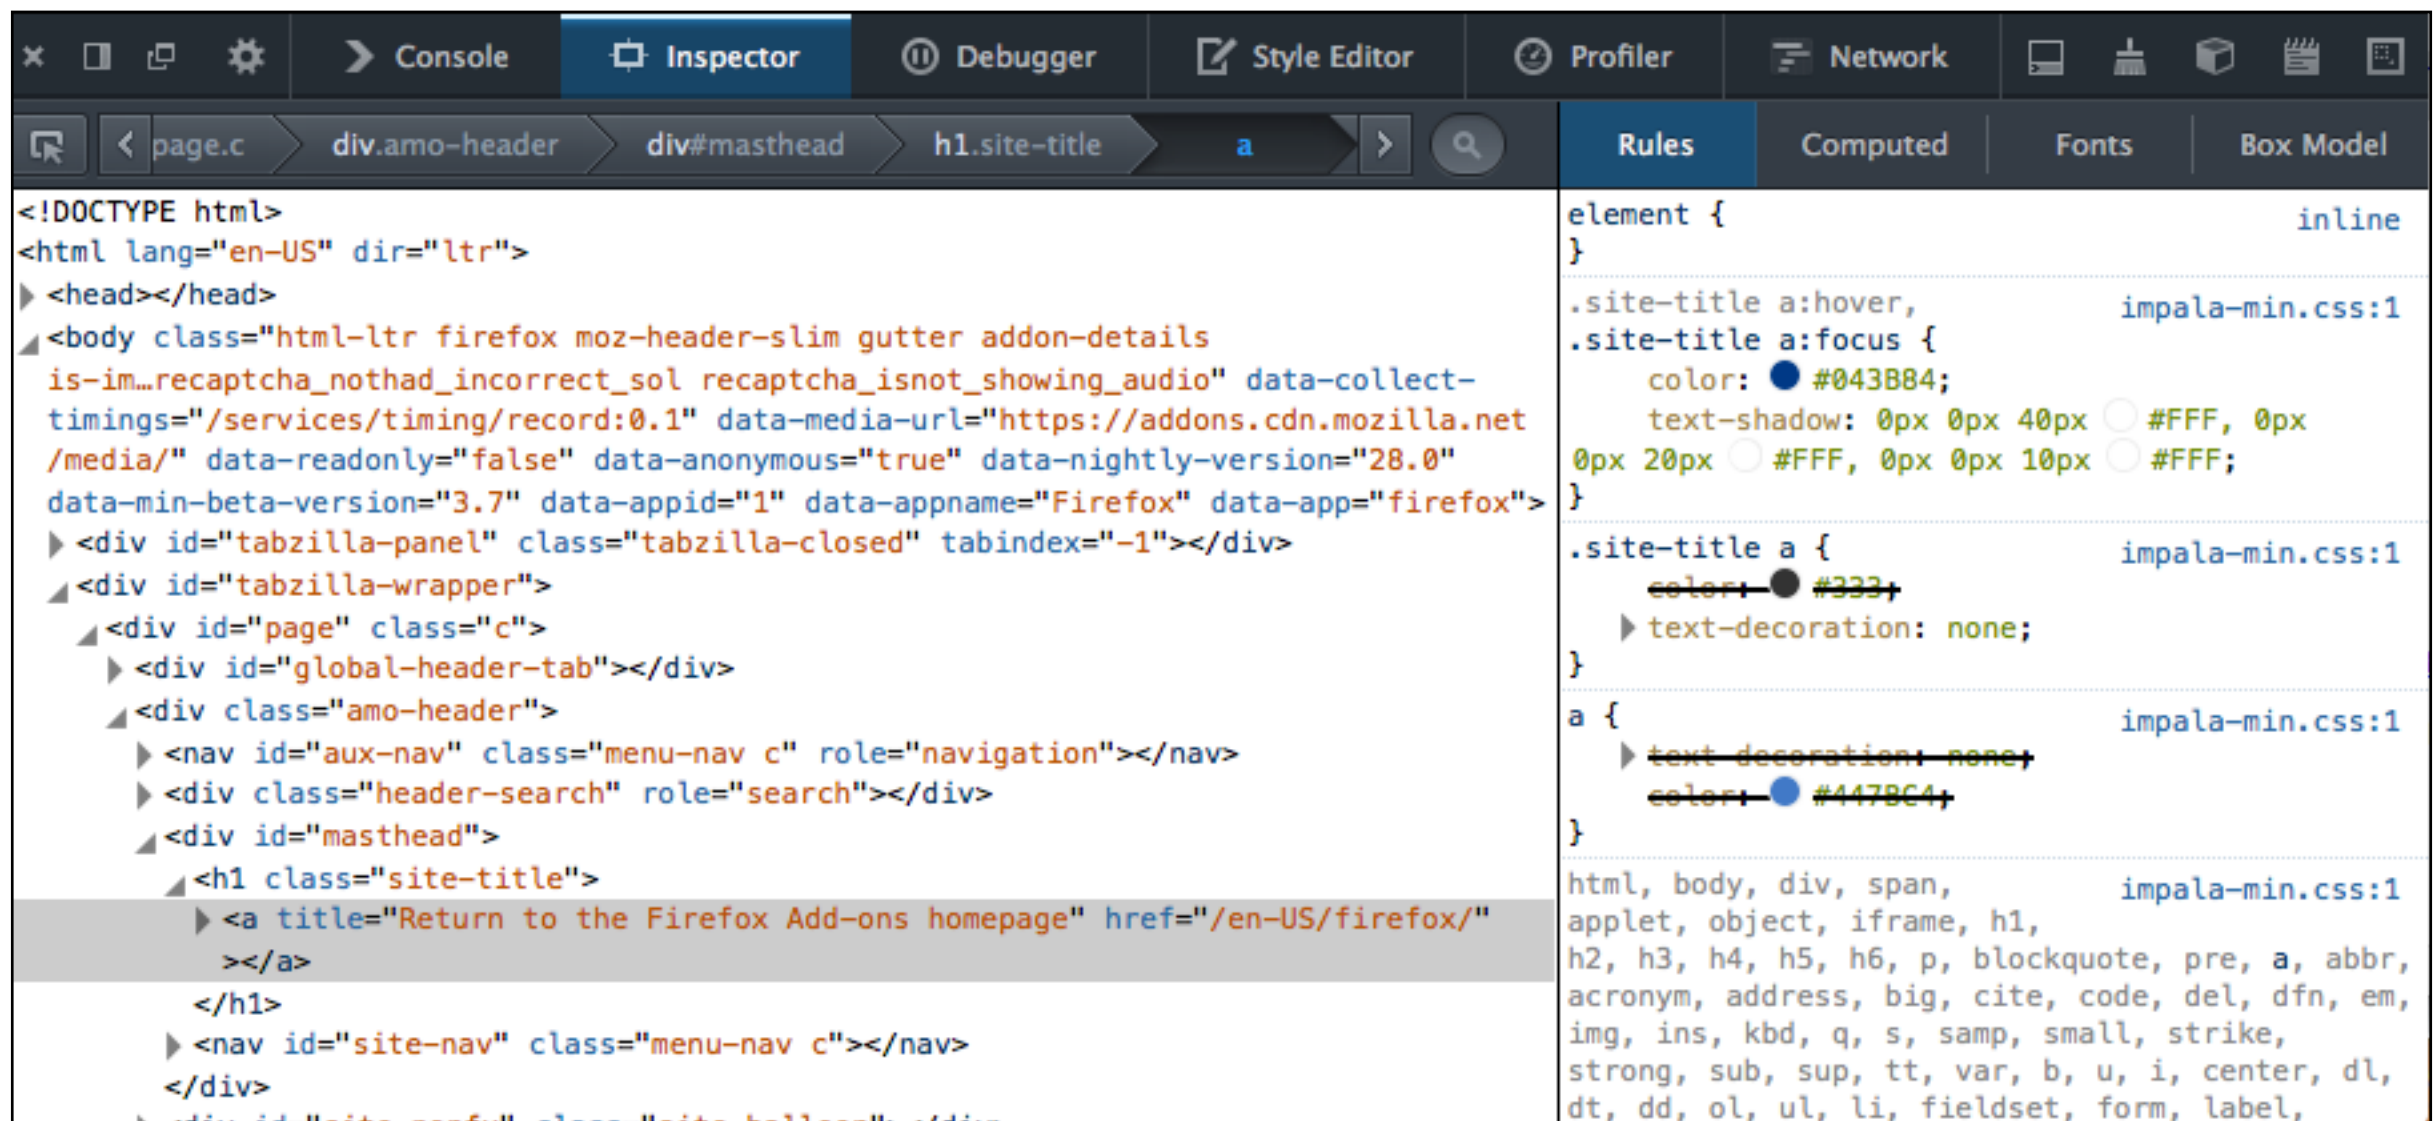 Console
Inspector
Debugger
Style Editor
Profiler
Network
page.c
div.amo-header
div#masthead
h1.site-title
a
Rules
Computed
Fonts
Box Model
<!DOCTYPE html>
<html lang="en-US" dir="ltr">
<head></head>
<body class="html-ltr firefox moz-header-slim gutter addon-details
is-im…recaptcha_nothad_incorrect_sol recaptcha_isnot_showing_audio" data-collect-
timings="/services/timing/record:0.1" data-media-url="https://addons.cdn.mozilla.net
/media/" data-readonly="false" data-anonymous="true" data-nightly-version="28.0"
data-min-beta-version="3.7" data-appid="1" data-appname="Firefox" data-app="firefox">
<div id="tabzilla-panel" class="tabzilla-closed" tabindex="-1"></div>
<div id="tabzilla-wrapper">
<div id="page" class="c">
<div id="global-header-tab"></div>
<div class="amo-header">
<nav id="aux-nav" class="menu-nav c" role="navigation"></nav>
<div class="header-search" role="search"></div>
<div id="masthead">
<h1 class="site-title">
<a title="Return to the Firefox Add-ons homepage" href="/en-US/firefox/"
></a>
</h1>
<nav id="site-nav" class="menu-nav c"></nav>
</div>
element {
inline
}
.site-title a:hover,
impala-min.css:1
.site-title a:focus {
color: #043B84;
text-shadow: 0px 0px 40px #FFF, 0px
0px 20px #FFF, 0px 0px 10px #FFF;
}
.site-title a {
impala-min.css:1
color: #333;
text-decoration: none;
}
a {
impala-min.css:1
text-decoration: none;
color: #447BC4;
}
html, body, div, span,
impala-min.css:1
applet, object, iframe, h1,
h2, h3, h4, h5, h6, p, blockquote, pre, a, abbr,
acronym, address, big, cite, code, del, dfn, em,
img, ins, kbd, q, s, samp, small, strike,
strong, sub, sup, tt, var, b, u, i, center, dl,
dt, dd, ol, ul, li, fieldset, form, label,